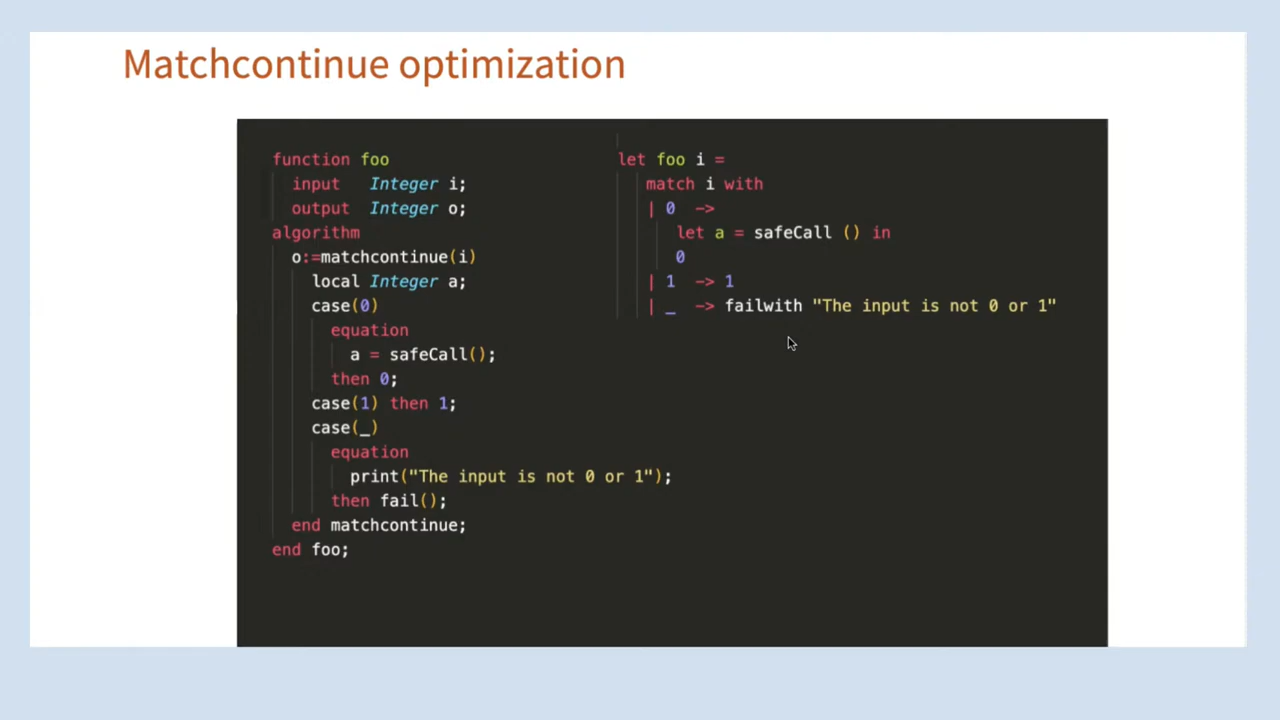 Matchcontinue optimization
function foo
input Integer i;
output Integer o;
algorithm
o:=matchcontinue(i)
local Integer a;
case(0)
equation
a = safeCall();
then 0;
case(1) then 1;
case(_)
equation
print("The input is not 0 or 1");
then fail();
end matchcontinue;
end foo;
let foo i =
match i with
| 0 ->
let a = safeCall () in
0
| 1 -> 1
| _ -> failwith "The input is not 0 or 1"